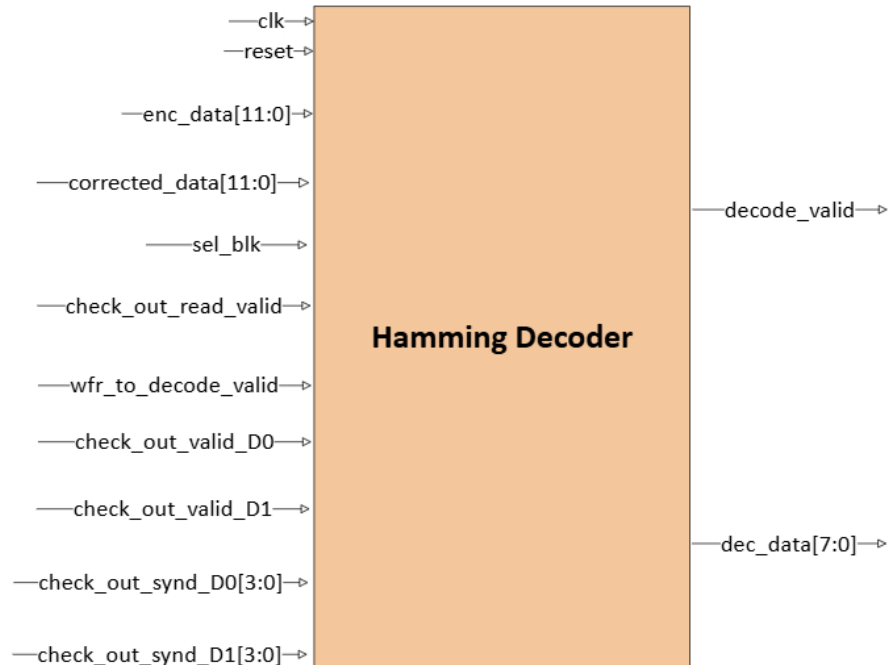 clk
reset
enc_data[11:0]
corrected_data[11:0]
decode_valid
sel_blk
check_out_read_valid
Hamming Decoder
wfr_to_decode_valid
check_out_valid_D0
check_out_valid_D1
dec_data[7:0]
check_out_synd_D0[3:0]
check_out_synd_D1[3:0]